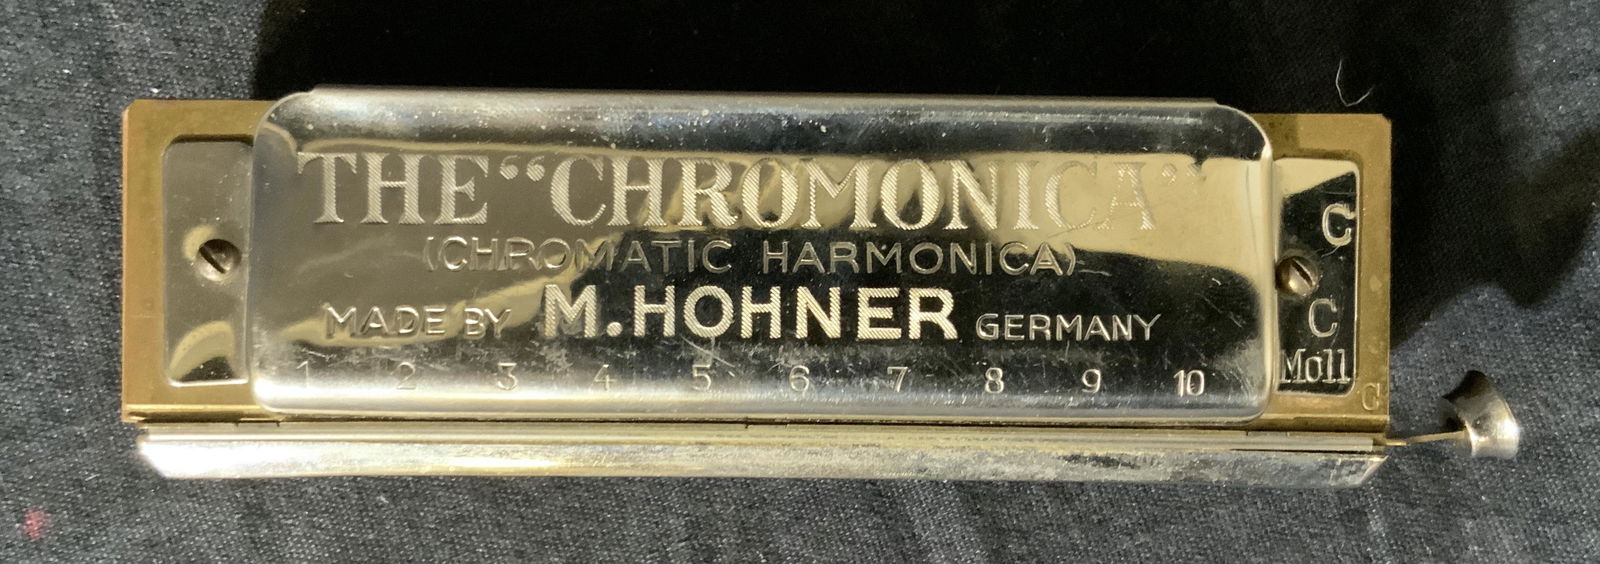 THE “CHROMONICA”
(CHROMATIC HARMONICA)
MADE BY M. HOHNER GERMANY
1 2 3 4 5 6 7 8 9 10
C
C
Moll